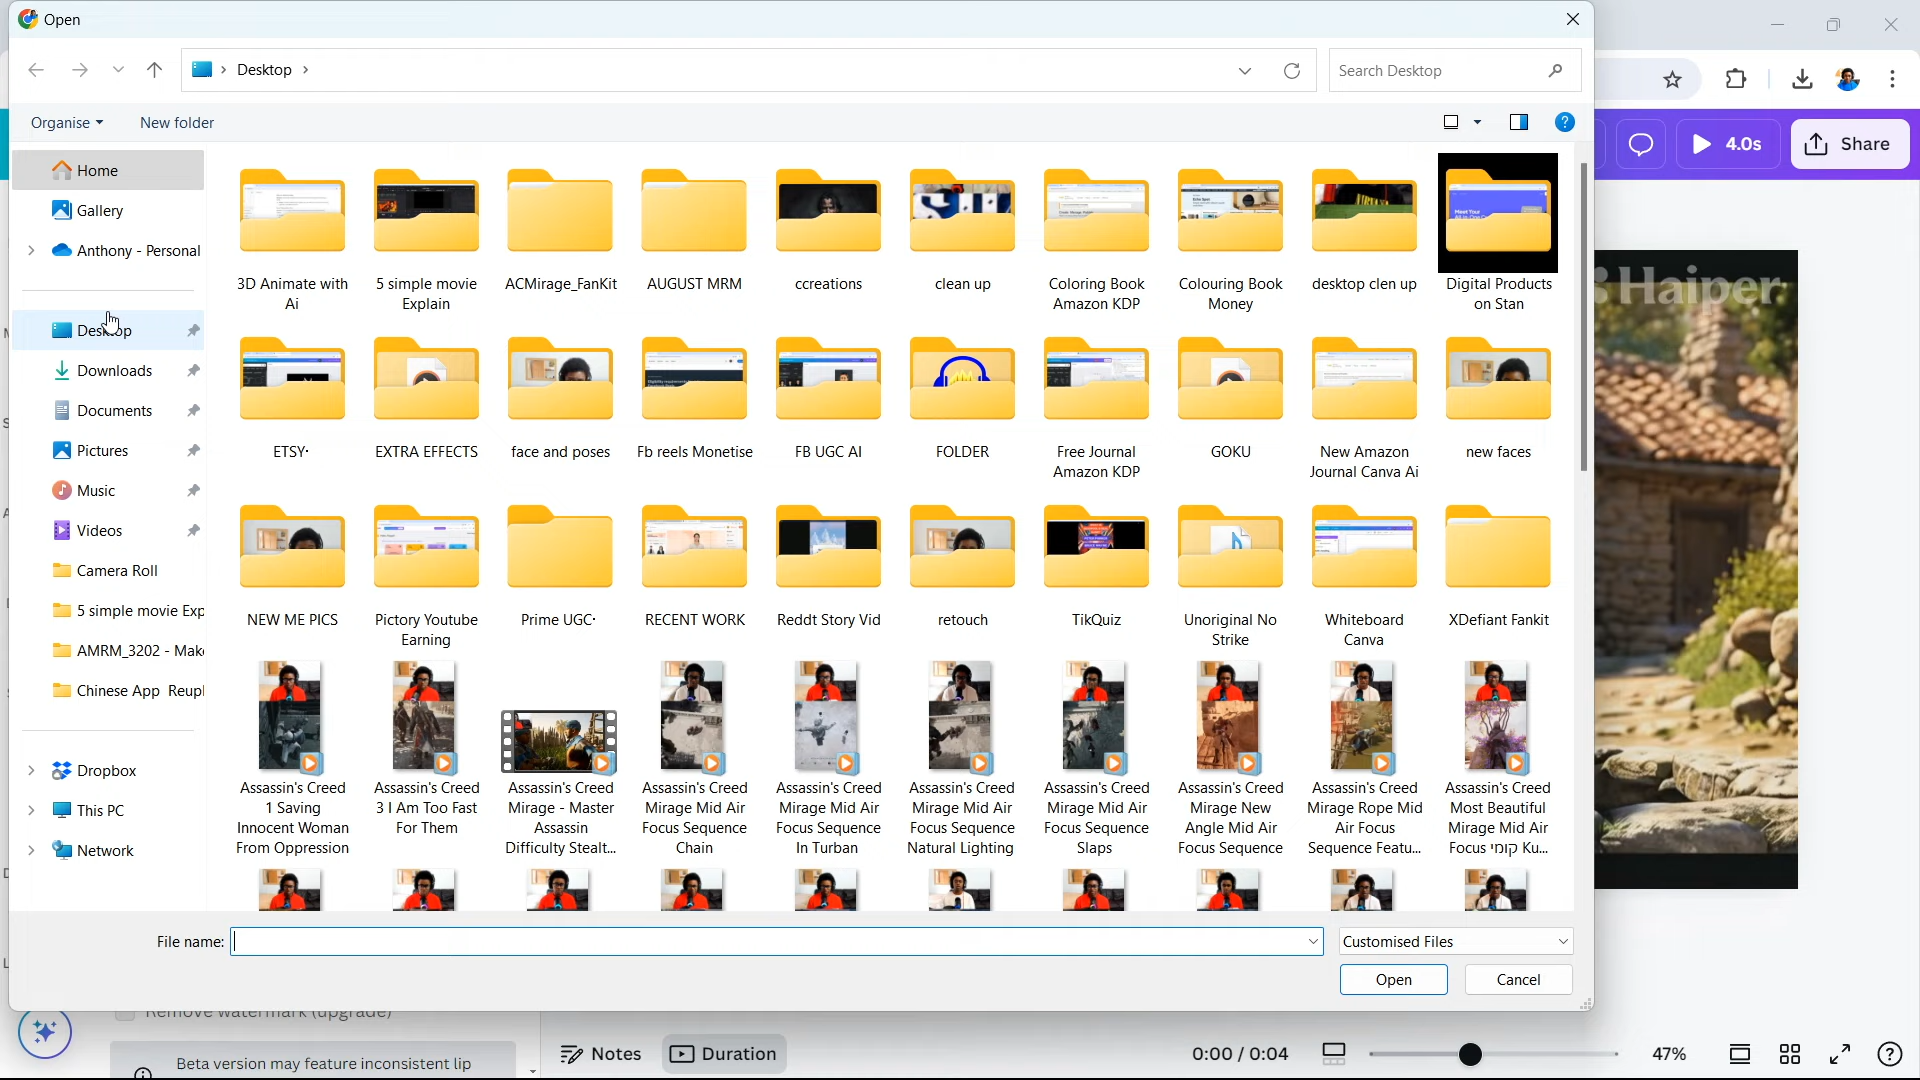 Open
Desktop
Search Desktop
Organise
New folder
Home
Gallery
Anthony - Personal
Desktop
Downloads
Documents
Pictures
Music
Videos
Camera Roll
5 simple movie Exp
AMRM_3202 - Make
Chinese App Reupl
Dropbox
This PC
Network
3D Animate with
Ai
5 simple movie
Explain
ACMirage_FanKit
AUGUST MRM
ccreations
clean up
Coloring Book
Amazon KDP
Colouring Book
Money
desktop clen up
Digital Products
on Stan
ETSY·
EXTRA EFFECTS
face and poses
Fb reels Monetise
FB UGC AI
FOLDER
Free Journal
Amazon KDP
GOKU
New Amazon
Journal Canva Ai
new faces
NEW ME PICS
Pictory Youtube
Earning
Prime UGC·
RECENT WORK
Reddt Story Vid
retouch
TikQuiz
Unoriginal No
Strike
Whiteboard
Canva
XDefiant Fankit
Assassin's Creed
1 Saving
Innocent Woman
From Oppression
Assassin's Creed
3 I Am Too Fast
For Them
Assassin's Creed
Mirage - Master
Assassin
Difficulty Stealt...
Assassin's Creed
Mirage Mid Air
Focus Sequence
Chain
Assassin's Creed
Mirage Mid Air
Focus Sequence
In Turban
Assassin's Creed
Mirage Mid Air
Focus Sequence
Natural Lighting
Assassin's Creed
Mirage Mid Air
Focus Sequence
Slaps
Assassin's Creed
Mirage New
Angle Mid Air
Focus Sequence
Assassin's Creed
Mirage Rope Mid
Air Focus
Sequence Featu...
Assassin's Creed
Most Beautiful
Mirage Mid Air
Focus קומי Ku...
File name:
Customised Files
Open
Cancel
4.0s
Share
Haiper
Remove watermark (upgrade)
Beta version may feature inconsistent lip
Notes
Duration
0:00 / 0:04
47%